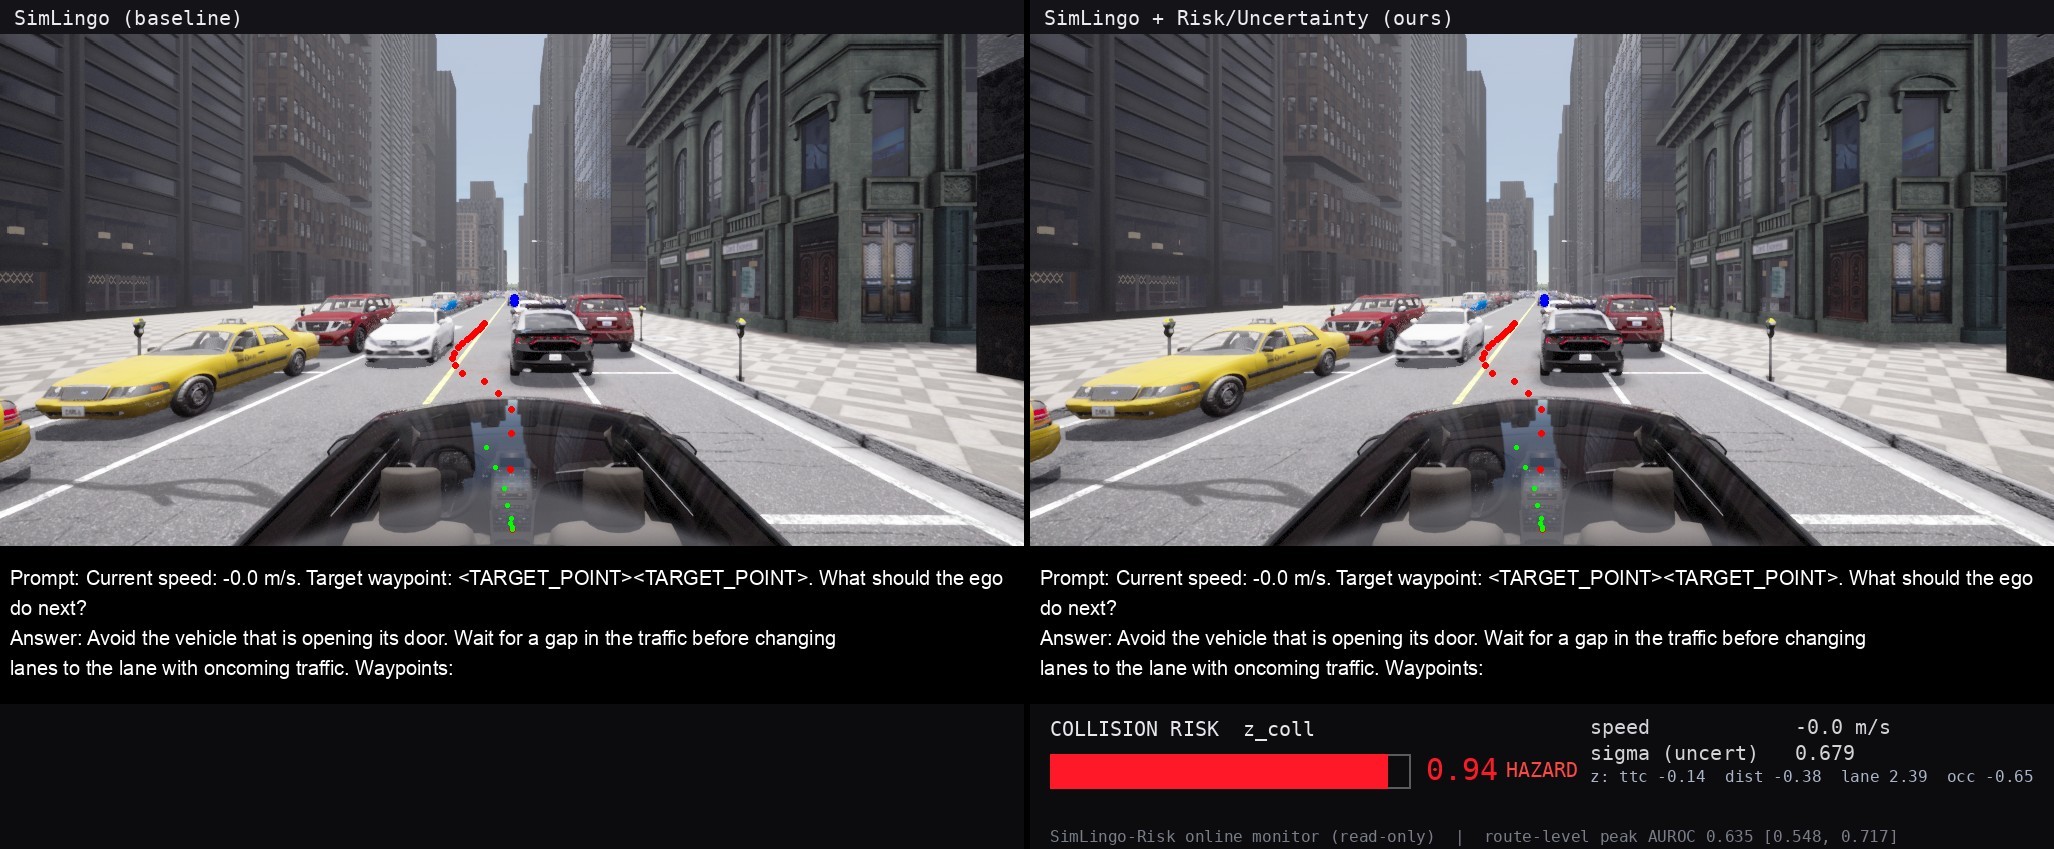 SimLingo (baseline)
Prompt: Current speed: -0.0 m/s. Target waypoint: <TARGET_POINT><TARGET_POINT>. What should the ego
do next?
Answer: Avoid the vehicle that is opening its door. Wait for a gap in the traffic before changing
lanes to the lane with oncoming traffic. Waypoints:
SimLingo + Risk/Uncertainty (ours)
Prompt: Current speed: -0.0 m/s. Target waypoint: <TARGET_POINT><TARGET_POINT>. What should the ego
do next?
Answer: Avoid the vehicle that is opening its door. Wait for a gap in the traffic before changing
lanes to the lane with oncoming traffic. Waypoints:
COLLISION RISK z_coll
0.94 HAZARD
speed -0.0 m/s
sigma (uncert) 0.679
z: ttc -0.14 dist -0.38 lane 2.39 occ -0.65
SimLingo-Risk online monitor (read-only) | route-level peak AUROC 0.635 [0.548, 0.717]